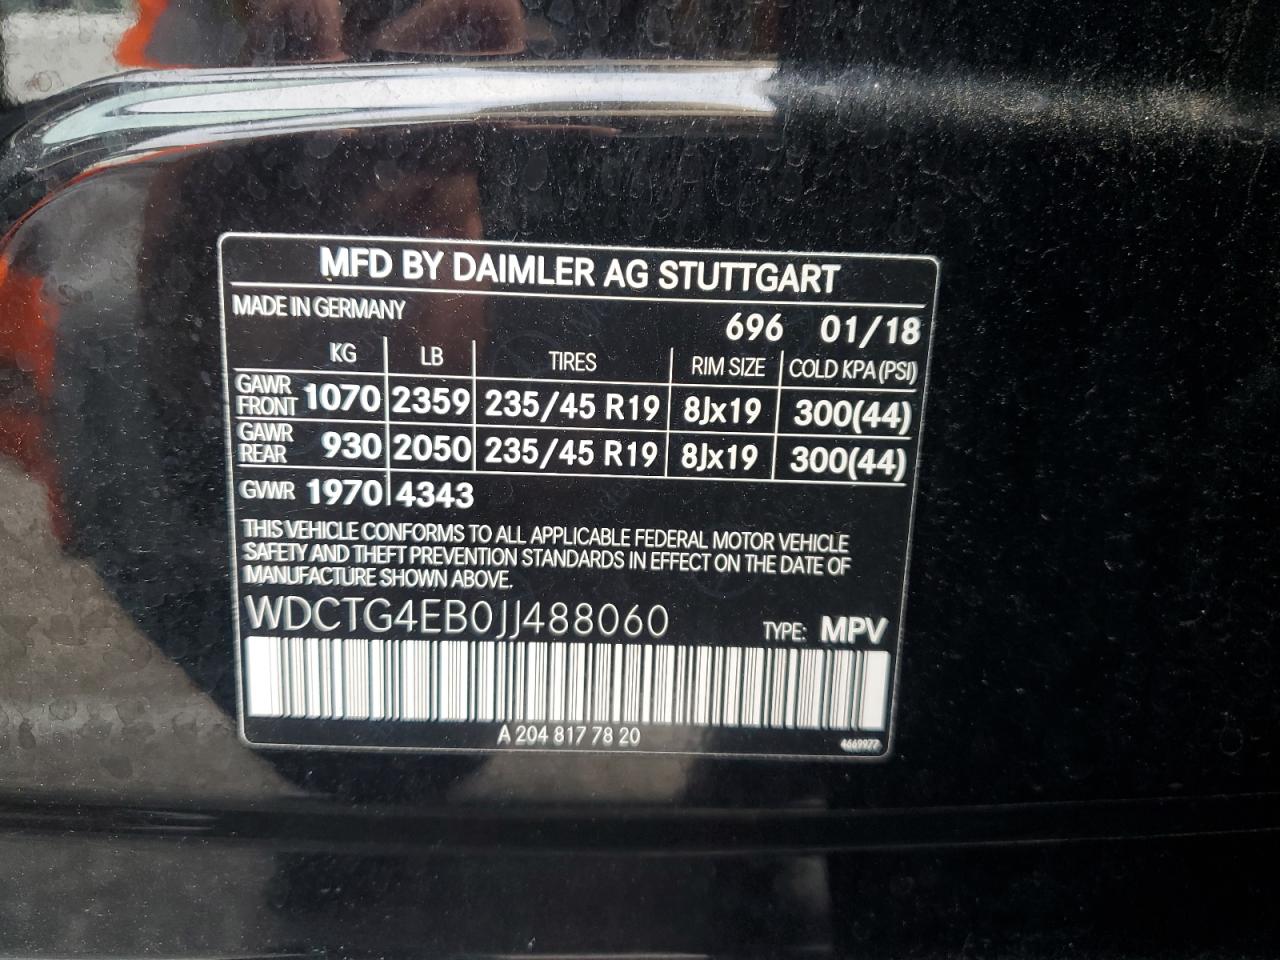 MFD BY DAIMLER AG STUTTGART
MADE IN GERMANY
696 01/18
KG LB TIRES RIM SIZE COLD KPA (PSI)
GAWR FRONT 1070 2359 235/45 R19 8Jx19 300(44)
GAWR REAR 930 2050 235/45 R19 8Jx19 300(44)
GVWR 1970 4343
THIS VEHICLE CONFORMS TO ALL APPLICABLE FEDERAL MOTOR VEHICLE
SAFETY AND THEFT PREVENTION STANDARDS IN EFFECT ON THE DATE OF
MANUFACTURE SHOWN ABOVE.
WDCTG4EB0JJ488060 TYPE: MPV
A 204 817 78 20
4669977